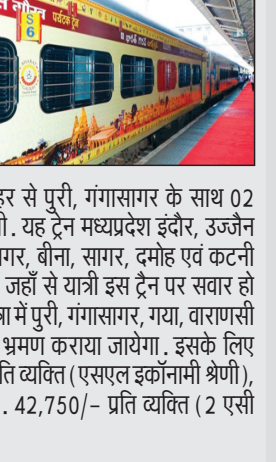 पर्यटक ट्रेन
S
6
हर से पुरी, गंगासागर के साथ 02
ी. यह ट्रेन मध्यप्रदेश इंदौर, उज्जैन
गर, बीना, सागर, दमोह एवं कटनी
जहाँ से यात्री इस ट्रैन पर सवार हो
ा में पुरी, गंगासागर, गया, वाराणसी
भ्रमण कराया जायेगा. इसके लिए
ति व्यक्ति (एसएल इकॉनामी श्रेणी),
. 42,750/- प्रति व्यक्ति (2 एसी